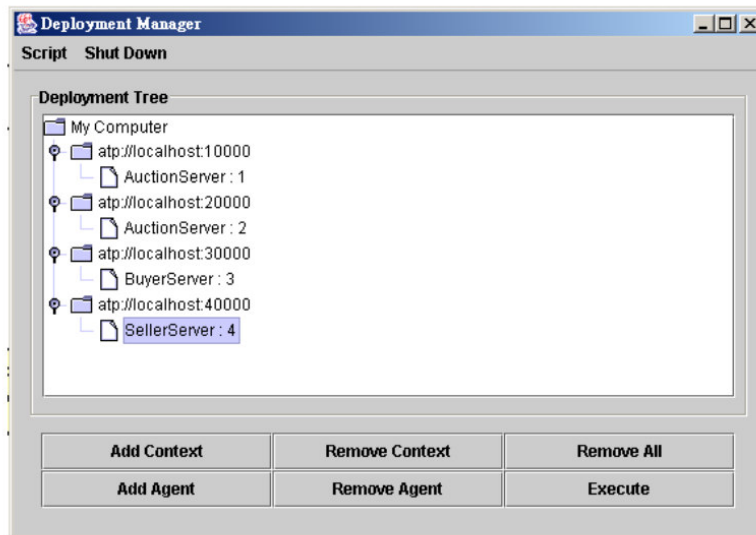 Deployment Manager
Script Shut Down
Deployment Tree
My Computer
atp://localhost:10000
AuctionServer : 1
atp://localhost:20000
AuctionServer : 2
atp://localhost:30000
BuyerServer : 3
atp://localhost:40000
SellerServer : 4
Add Context Remove Context Remove All
Add Agent Remove Agent Execute